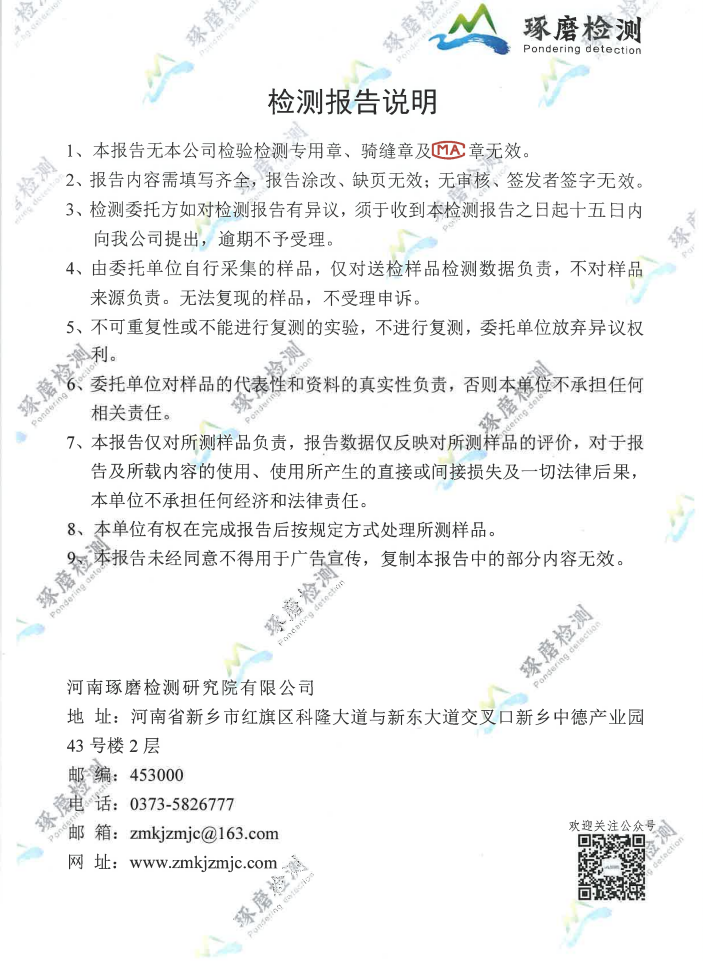 琢磨检测
Pondering detection
检测报告说明
1、本报告无本公司检验检测专用章、骑缝章及MA章无效。
2、报告内容需填写齐全，报告涂改、缺页无效；无审核、签发者签字无效。
3、检测委托方如对检测报告有异议，须于收到本检测报告之日起十五日内
向我公司提出，逾期不予受理。
4、由委托单位自行采集的样品，仅对送检样品检测数据负责，不对样品
来源负责。无法复现的样品，不受理申诉。
5、不可重复性或不能进行复测的实验，不进行复测，委托单位放弃异议权
利。
6、委托单位对样品的代表性和资料的真实性负责，否则本单位不承担任何
相关责任。
7、本报告仅对所测样品负责，报告数据仅反映对所测样品的评价，对于报
告及所载内容的使用、使用所产生的直接或间接损失及一切法律后果，
本单位不承担任何经济和法律责任。
8、本单位有权在完成报告后按规定方式处理所测样品。
9、本报告未经同意不得用于广告宣传，复制本报告中的部分内容无效。
河南琢磨检测研究院有限公司
地 址：河南省新乡市红旗区科隆大道与新东大道交叉口新乡中德产业园
43 号楼 2 层
邮 编：453000
电 话：0373-5826777
邮 箱：zmkjzmjc@163.com
网 址：www.zmkjzmjc.com
欢迎关注公众号